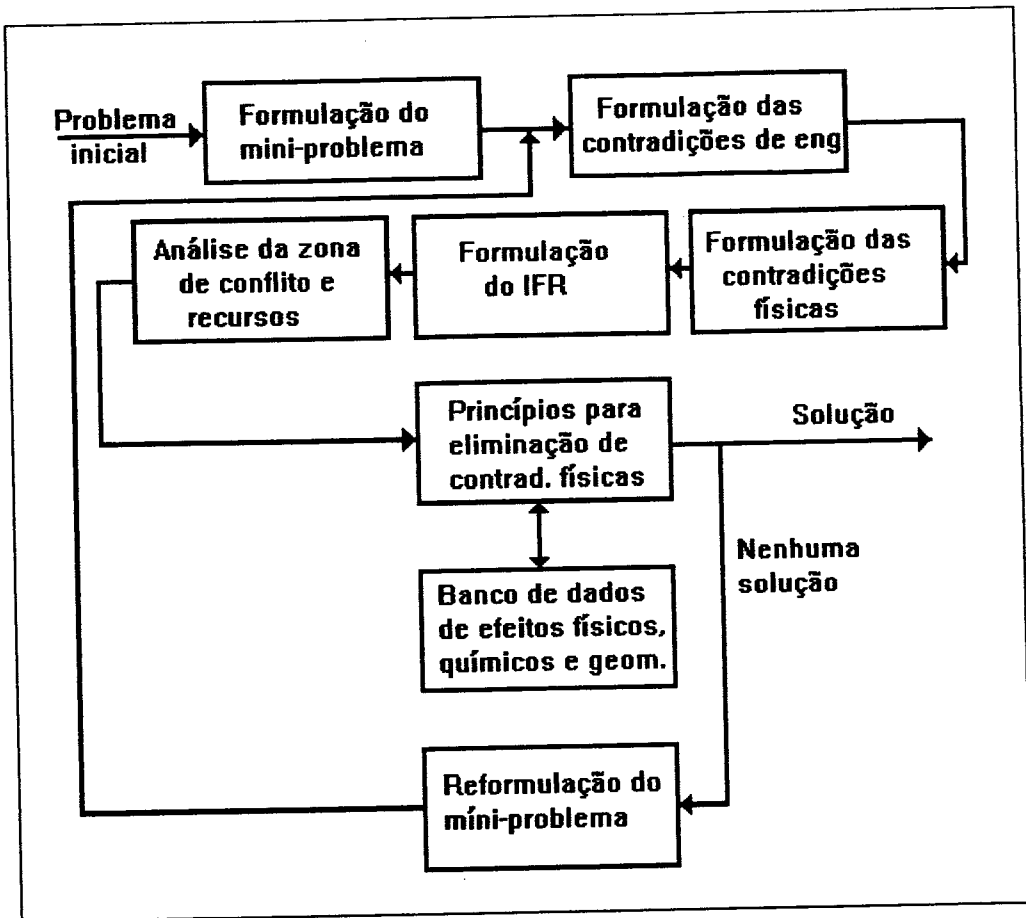 Problema
inicial
Formulação do
mini-problema
Formulação das
contradições de eng
Formulação das
contradições
físicas
Formulação
do IFR
Análise da zona
de conflito e
recursos
Princípios para
eliminação de
contrad. físicas
Solução
Nenhuma
solução
Banco de dados
de efeitos físicos,
químicos e geom.
Reformulação do
míni-problema